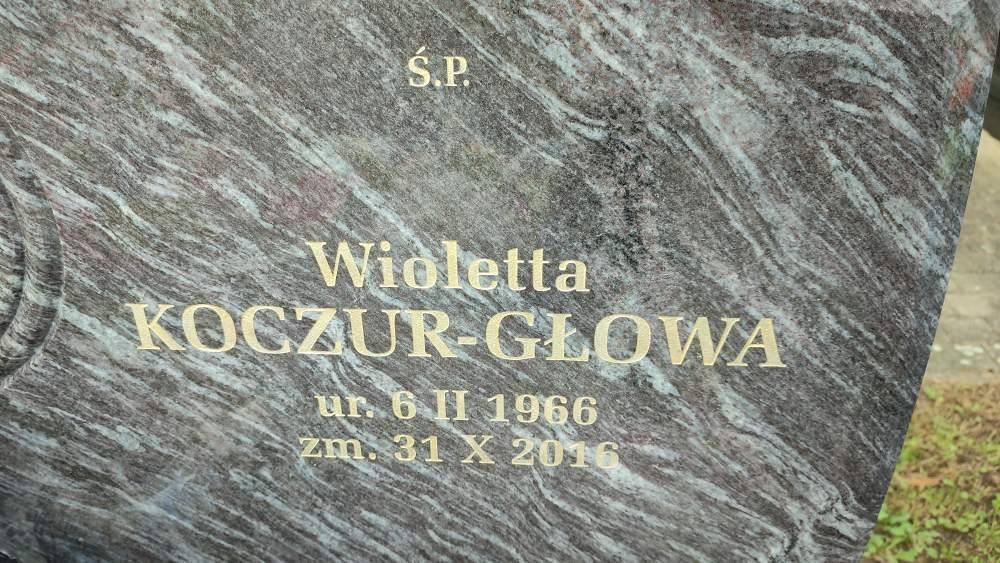 Ś.P.
Wioletta
KOCZUR-GŁOWA
ur. 6 II 1966
zm. 31 X 2016